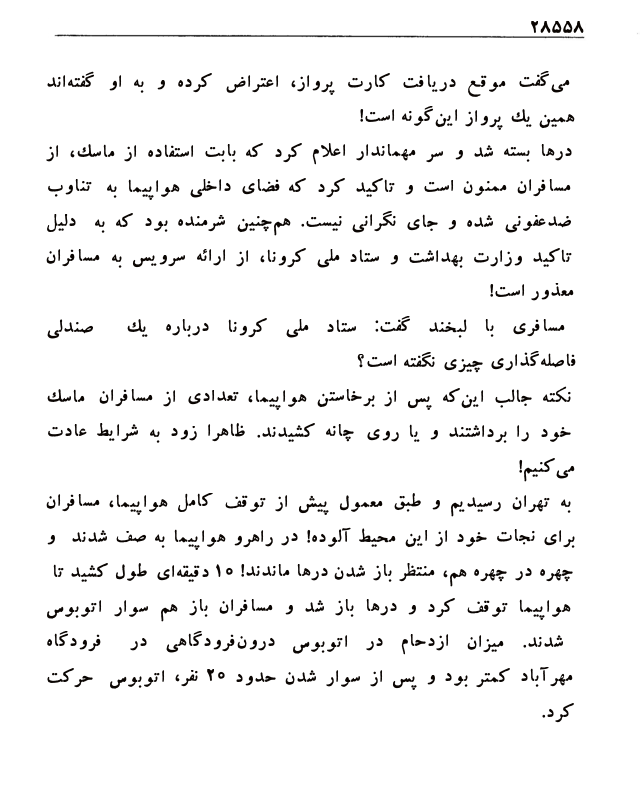 ۲۸۵۵۸
می‌گفت موقع دریافت کارت پرواز، اعتراض کرده و به او گفته‌اند
همین یك پرواز این‌گونه است!
درها بسته شد و سر مهماندار اعلام کرد که بابت استفاده از ماسك، از
مسافران ممنون است و تاکید کرد که فضای داخلی هواپیما به تناوب
ضدعفونی شده و جای نگرانی نیست. هم‌چنین شرمنده بود که به دلیل
تاکید وزارت بهداشت و ستاد ملی کرونا، از ارائه سرویس به مسافران
معذور است!
مسافری با لبخند گفت: ستاد ملی کرونا درباره یك صندلی
فاصله‌گذاری چیزی نگفته است؟
نکته جالب این‌که پس از برخاستن هواپیما، تعدادی از مسافران ماسك
خود را برداشتند و یا روی چانه کشیدند. ظاهرا زود به شرایط عادت
می‌کنیم!
به تهران رسیدیم و طبق معمول پیش از توقف کامل هواپیما، مسافران
برای نجات خود از این محیط آلوده! در راهرو هواپیما به صف شدند و
چهره در چهره هم، منتظر باز شدن درها ماندند! ۱۰ دقیقه‌ای طول کشید تا
هواپیما توقف کرد و درها باز شد و مسافران باز هم سوار اتوبوس
شدند. میزان ازدحام در اتوبوس درون‌فرودگاهی در فرودگاه
مهرآباد کمتر بود و پس از سوار شدن حدود ۲۰ نفر، اتوبوس حرکت
کرد.